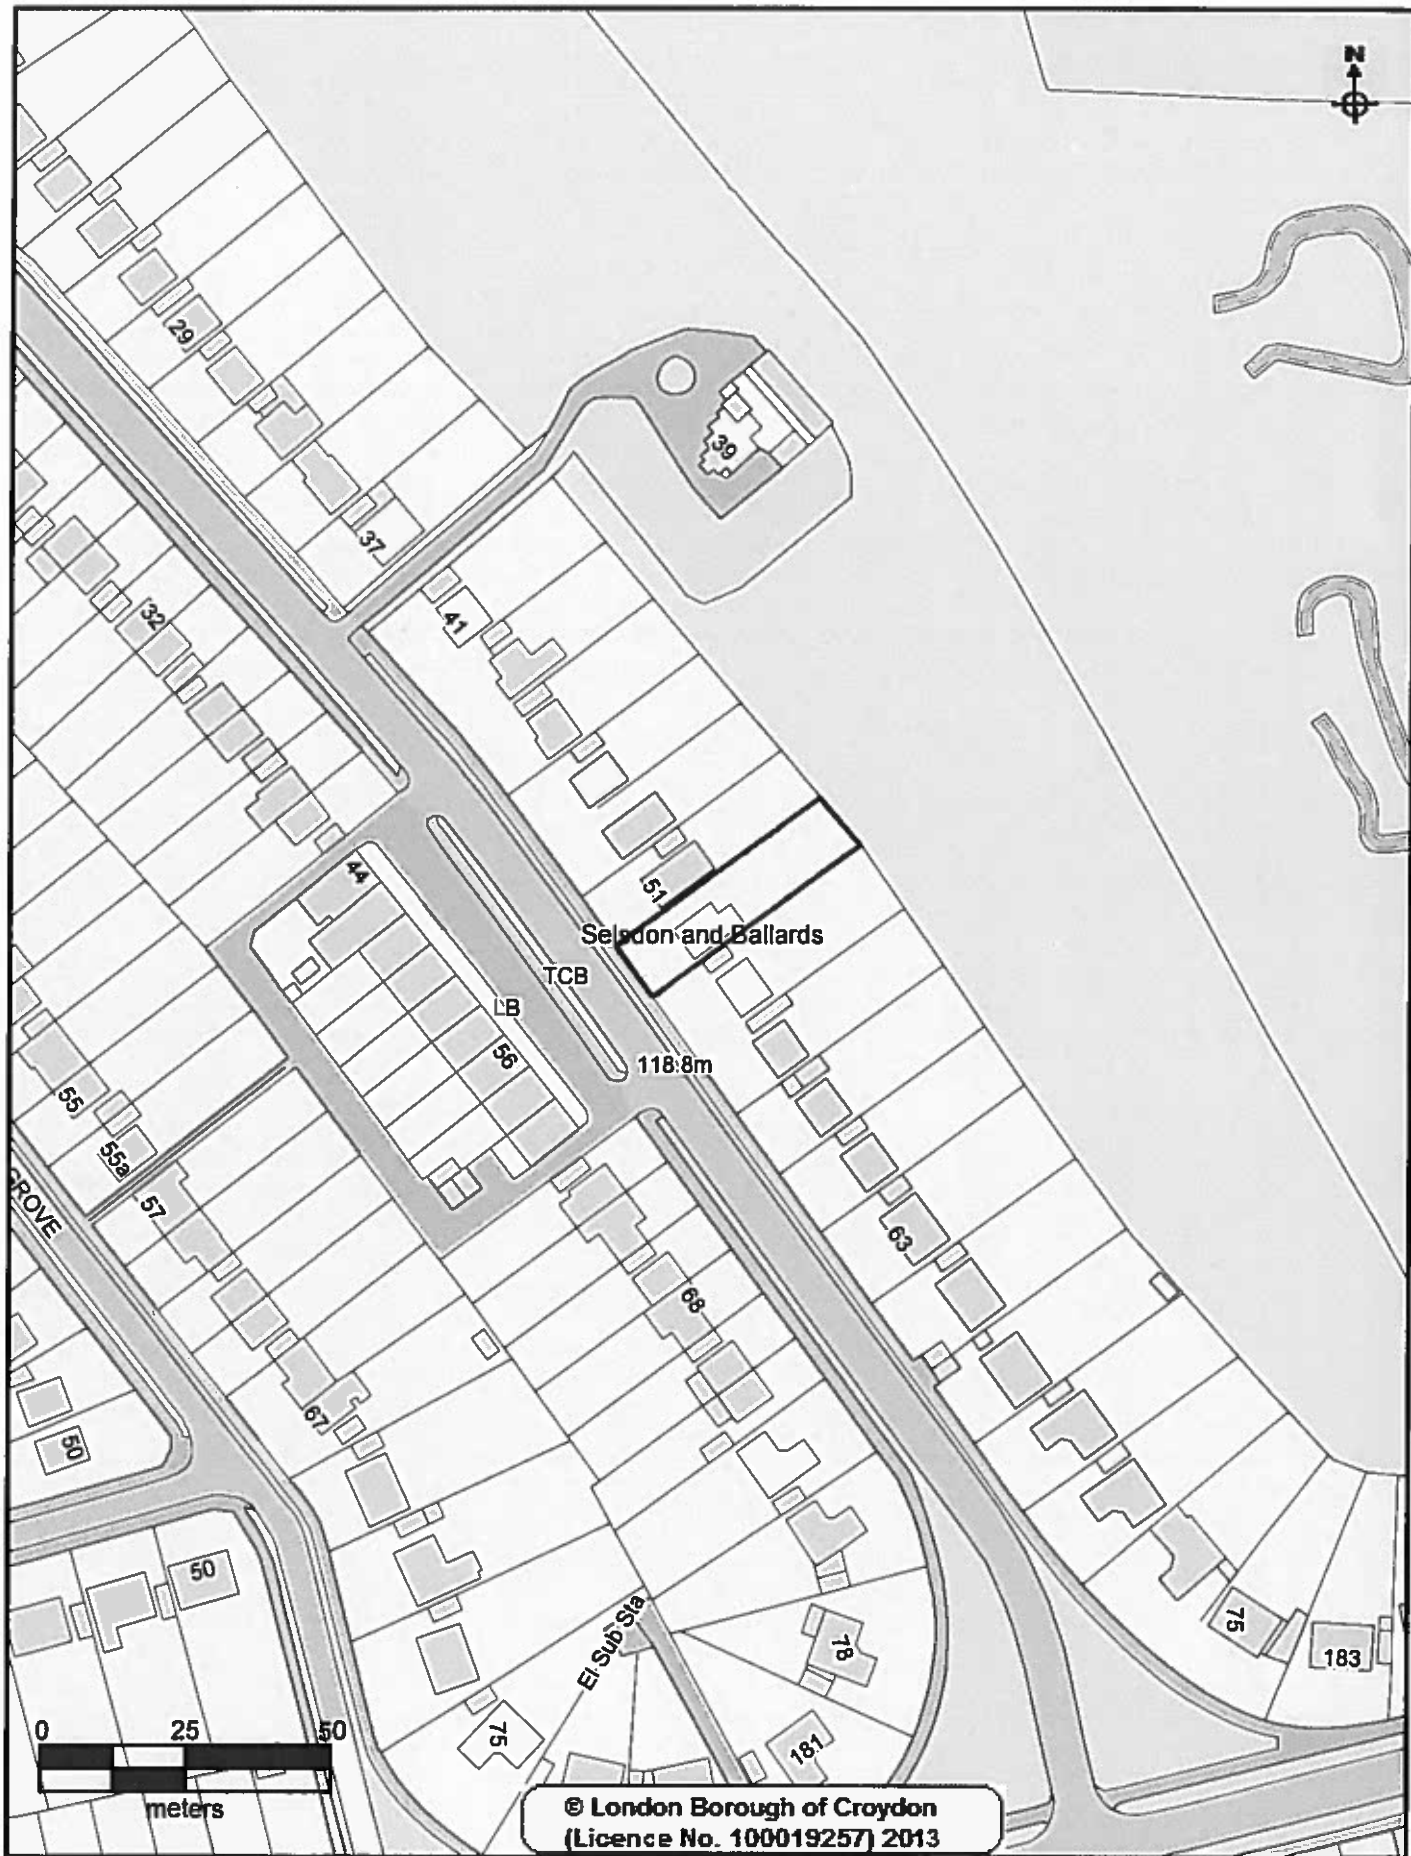 N
29
39
37
41
32
51
44
Selsdon and Ballards
TCB
LB
56
118.8m
55
55a
57
GROVE
63
68
67
50
50
75
78
183
El Sub Sta
75
181
0 25 50
meters
© London Borough of Croydon
(Licence No. 100019257) 2013